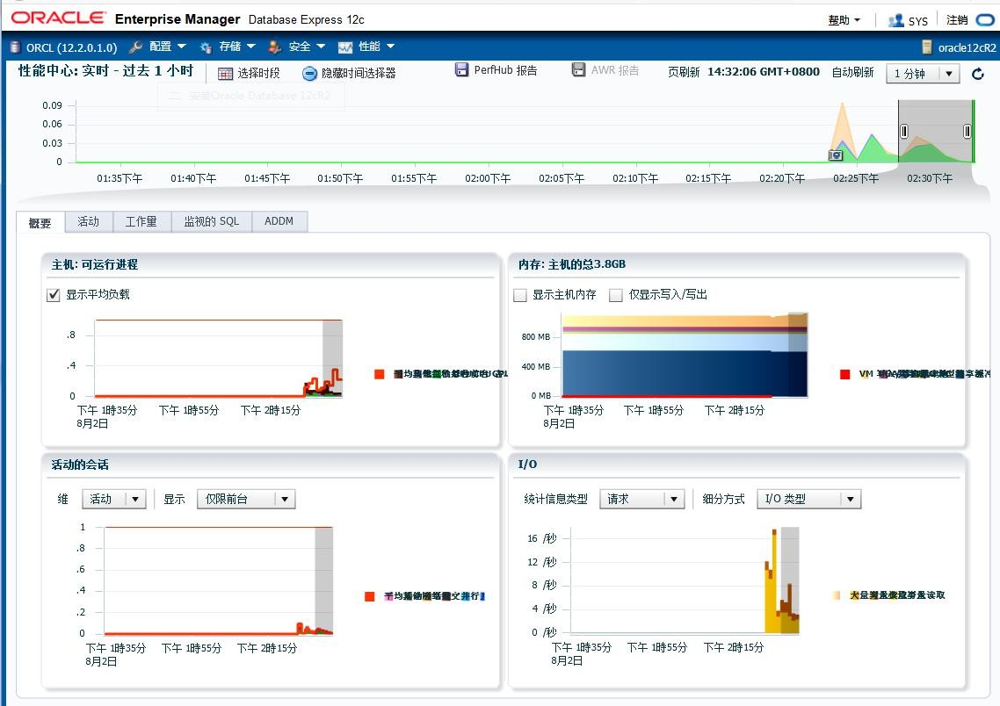 ORACLE Enterprise Manager Database Express 12c 帮助 SYS 注销
ORCL (12.2.0.1.0) 配置 存储 安全 性能 oracle12cR2
性能中心: 实时 - 过去 1 小时 选择时段 隐藏时间选择器 PerfHub 报告 AWR 报告 页刷新 14:32:06 GMT+0800 自动刷新 1 分钟
二、安装Oracle Database 12cR2
0.09
0.06
0.03
0
01:35下午 01:40下午 01:45下午 01:50下午 01:55下午 02:00下午 02:05下午 02:10下午 02:15下午 02:20下午 02:25下午 02:30下午
概要 活动 工作量 监视的 SQL ADDM
主机: 可运行进程
显示平均负载
.8
.4
0
下午 1時35分 下午 1時55分 下午 2時15分
8月2日
内存: 主机的总3.8GB
显示主机内存 仅显示写入/写出
800 MB
400 MB
0 MB
下午 1時35分 下午 1時55分 下午 2時15分
8月2日
活动的会话
维 活动 显示 仅限前台
1
.8
.6
.4
.2
0
下午 1時35分 下午 1時55分 下午 2時15分
8月2日
I/O
统计信息类型 请求 细分方式 I/O 类型
16 /秒
12 /秒
8 /秒
4 /秒
0 /秒
下午 1時35分 下午 1時55分 下午 2時15分
8月2日